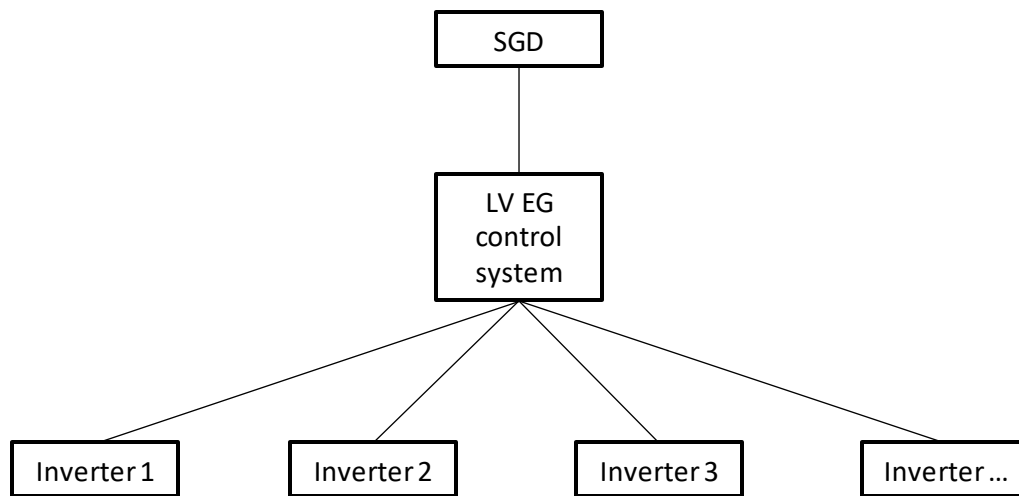 SGD
LV EG
control
system
Inverter 1
Inverter 2
Inverter 3
Inverter ...